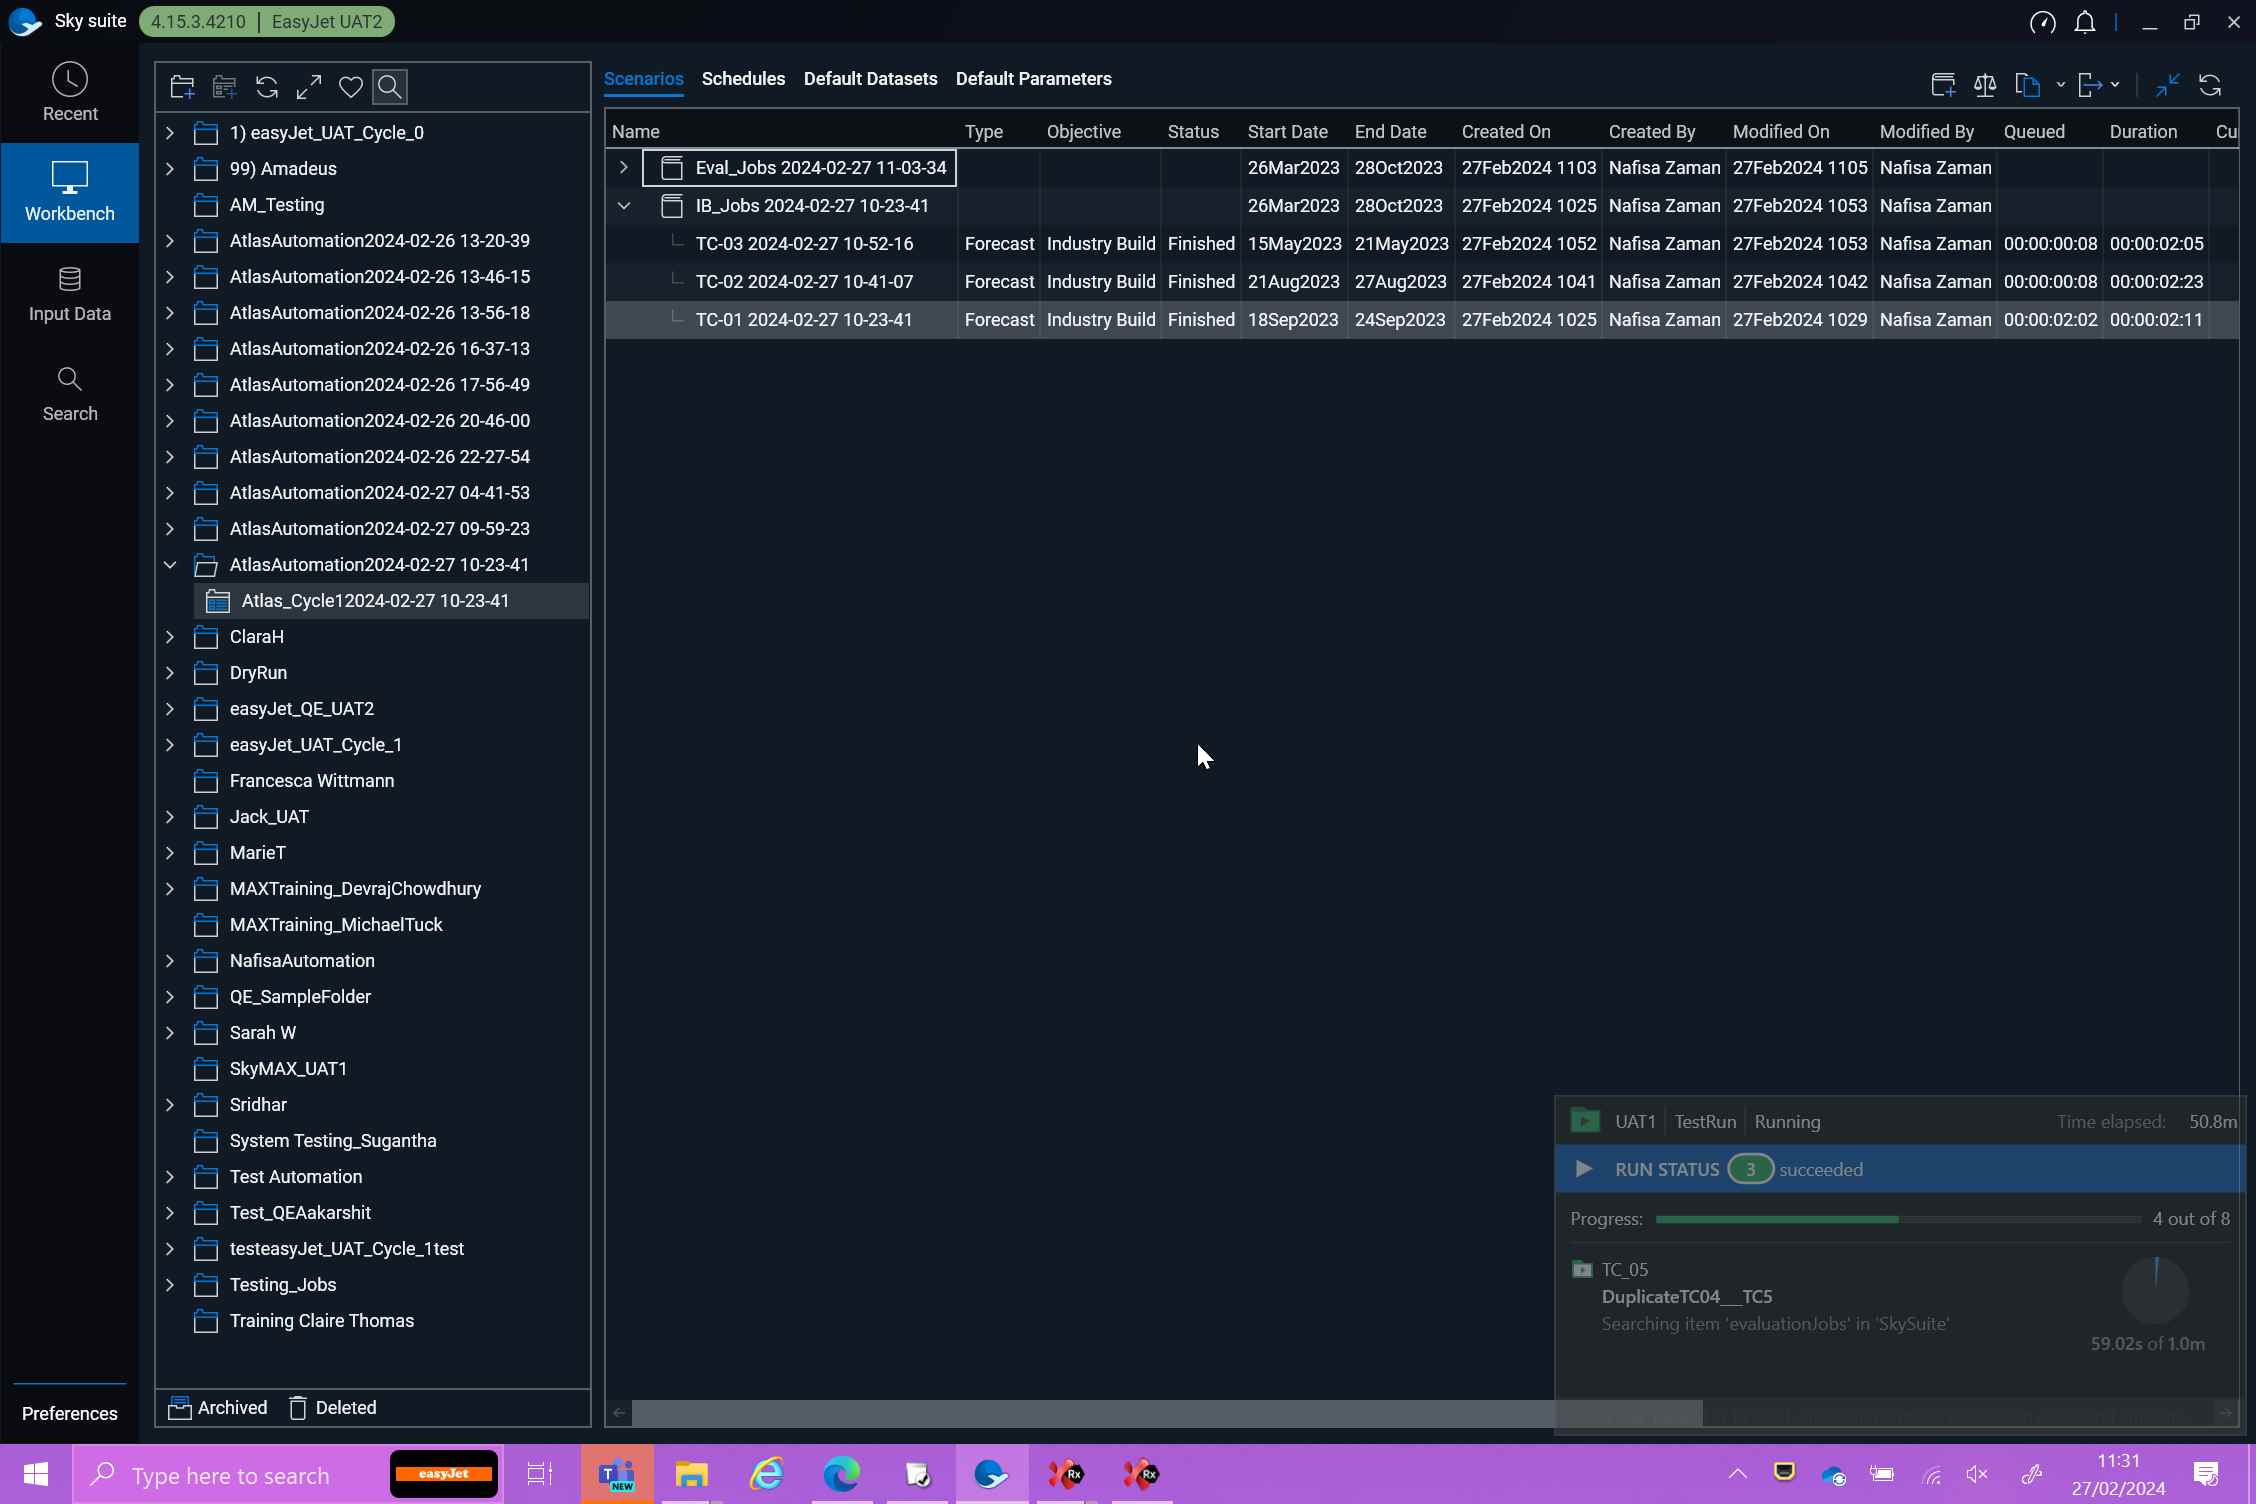 Sky suite 4.15.3.4210 | EasyJet UAT2
Recent
Workbench
Input Data
Search
Preferences
1) easyJet_UAT_Cycle_0
99) Amadeus
AM_Testing
AtlasAutomation2024-02-26 13-20-39
AtlasAutomation2024-02-26 13-46-15
AtlasAutomation2024-02-26 13-56-18
AtlasAutomation2024-02-26 16-37-13
AtlasAutomation2024-02-26 17-56-49
AtlasAutomation2024-02-26 20-46-00
AtlasAutomation2024-02-26 22-27-54
AtlasAutomation2024-02-27 04-41-53
AtlasAutomation2024-02-27 09-59-23
AtlasAutomation2024-02-27 10-23-41
Atlas_Cycle12024-02-27 10-23-41
ClaraH
DryRun
easyJet_QE_UAT2
easyJet_UAT_Cycle_1
Francesca Wittmann
Jack_UAT
MarieT
MAXTraining_DevrajChowdhury
MAXTraining_MichaelTuck
NafisaAutomation
QE_SampleFolder
Sarah W
SkyMAX_UAT1
Sridhar
System Testing_Sugantha
Test Automation
Test_QEAakarshit
testeasyJet_UAT_Cycle_1test
Testing_Jobs
Training Claire Thomas
Archived Deleted
Scenarios Schedules Default Datasets Default Parameters
Name Type Objective Status Start Date End Date Created On Created By Modified On Modified By Queued Duration Cu
Eval_Jobs 2024-02-27 11-03-34 26Mar2023 28Oct2023 27Feb2024 1103 Nafisa Zaman 27Feb2024 1105 Nafisa Zaman
IB_Jobs 2024-02-27 10-23-41 26Mar2023 28Oct2023 27Feb2024 1025 Nafisa Zaman 27Feb2024 1053 Nafisa Zaman
TC-03 2024-02-27 10-52-16 Forecast Industry Build Finished 15May2023 21May2023 27Feb2024 1052 Nafisa Zaman 27Feb2024 1053 Nafisa Zaman 00:00:00:08 00:00:02:05
TC-02 2024-02-27 10-41-07 Forecast Industry Build Finished 21Aug2023 27Aug2023 27Feb2024 1041 Nafisa Zaman 27Feb2024 1042 Nafisa Zaman 00:00:00:08 00:00:02:23
TC-01 2024-02-27 10-23-41 Forecast Industry Build Finished 18Sep2023 24Sep2023 27Feb2024 1025 Nafisa Zaman 27Feb2024 1029 Nafisa Zaman 00:00:02:02 00:00:02:11
UAT1 TestRun Running Time elapsed: 50.8m
RUN STATUS 3 succeeded
Progress: 4 out of 8
TC_05
DuplicateTC04__TC5
Searching item 'evaluationJobs' in 'SkySuite'
59.02s of 1.0m
Type here to search
easyJet
T
NEW
Rx
Rx
11:31
27/02/2024